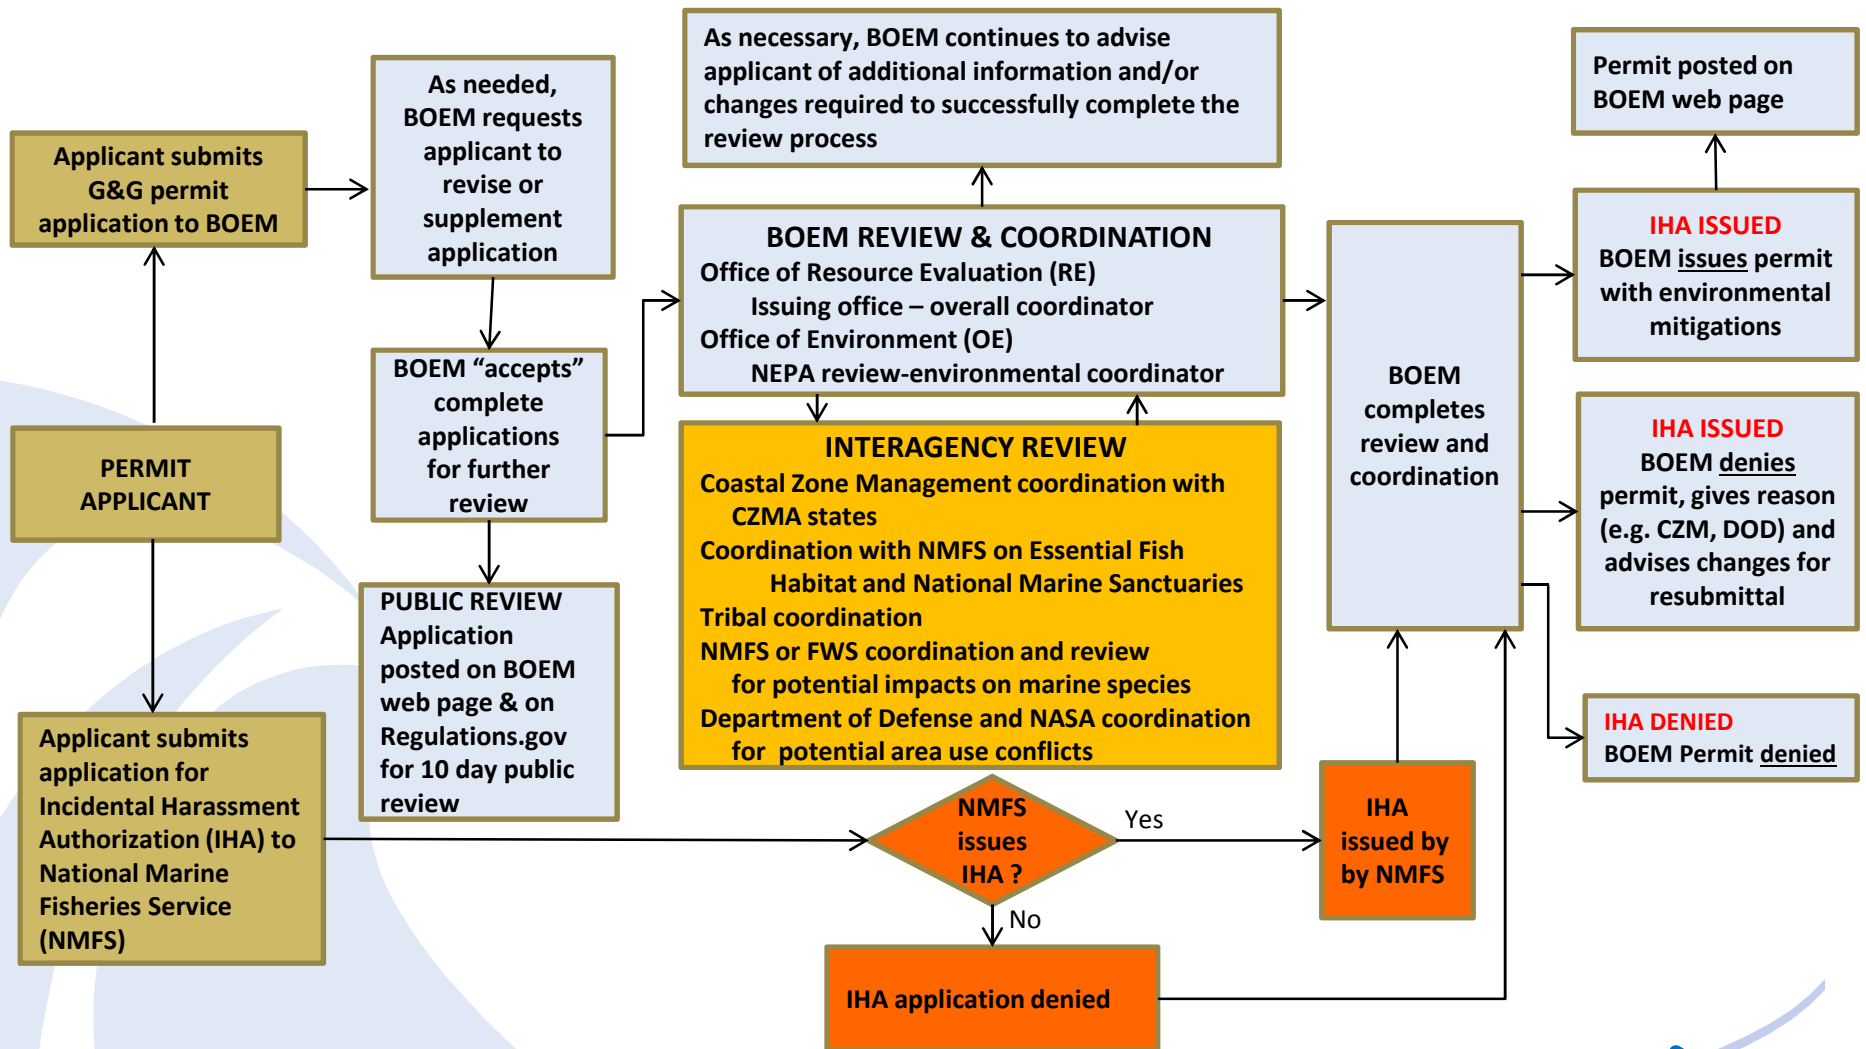 Applicant submits
G&G permit
application to BOEM
PERMIT
APPLICANT
Applicant submits
application for
Incidental Harassment
Authorization (IHA) to
National Marine
Fisheries Service
(NMFS)
As needed,
BOEM requests
applicant to
revise or
supplement
application
BOEM “accepts”
complete
applications
for further
review
PUBLIC REVIEW
Application
posted on BOEM
web page & on
Regulations.gov
for 10 day public
review
As necessary, BOEM continues to advise
applicant of additional information and/or
changes required to successfully complete the
review process
BOEM REVIEW & COORDINATION
Office of Resource Evaluation (RE)
Issuing office – overall coordinator
Office of Environment (OE)
NEPA review-environmental coordinator
INTERAGENCY REVIEW
Coastal Zone Management coordination with
CZMA states
Coordination with NMFS on Essential Fish
Habitat and National Marine Sanctuaries
Tribal coordination
NMFS or FWS coordination and review
for potential impacts on marine species
Department of Defense and NASA coordination
for potential area use conflicts
NMFS
issues
IHA ?
Yes
No
IHA
issued by
by NMFS
IHA application denied
BOEM
completes
review and
coordination
Permit posted on
BOEM web page
IHA ISSUED
BOEM issues permit
with environmental
mitigations
IHA ISSUED
BOEM denies
permit, gives reason
(e.g. CZM, DOD) and
advises changes for
resubmittal
IHA DENIED
BOEM Permit denied